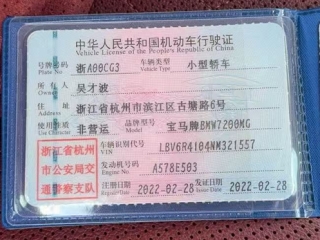 中华人民共和国机动车行驶证
Vehicle License of the People's Republic of China
号牌号码 浙A00CG3 车辆类型 小型轿车
Plate No Vehicle Type
所有人 吴才波
Owner
住址 浙江省杭州市滨江区古塘路6号
Address
使用性质 非营运 品牌型号 宝马牌BMW7200MG
Use Character Model
浙江省杭州
市公安局交
通警察支队
车辆识别代号 LBV6R4104NM321557
VIN
发动机号码 A578E503
Engine No
注册日期 2022-02-28 发证日期 2022-02-28
Register Date Issue Date